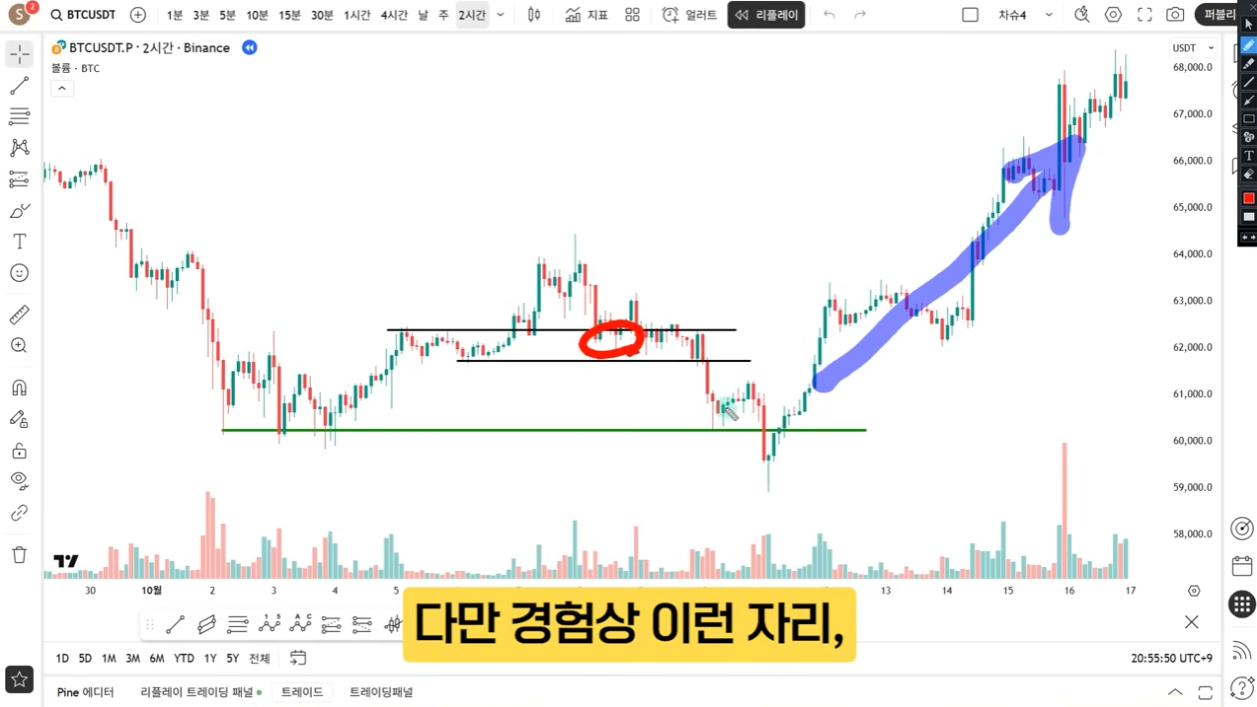 S 2 BTCUSDT 1분 3분 5분 10분 15분 30분 1시간 4시간 날 주 2시간 지표 얼러트 리플레이 차슈4 퍼블리
BTCUSDT.P · 2시간 · Binance
볼륨 · BTC
USDT
68,000.0
67,000.0
66,000.0
65,000.0
64,000.0
63,000.0
62,000.0
61,000.0
60,000.0
59,000.0
58,000.0
30 10월 2 3 4 5 13 14 15 16 17
다만 경험상 이런 자리,
1D 5D 1M 3M 6M YTD 1Y 5Y 전체 20:55:50 UTC+9
Pine 에디터 리플레이 트레이딩 패널 트레이드 트레이딩패널